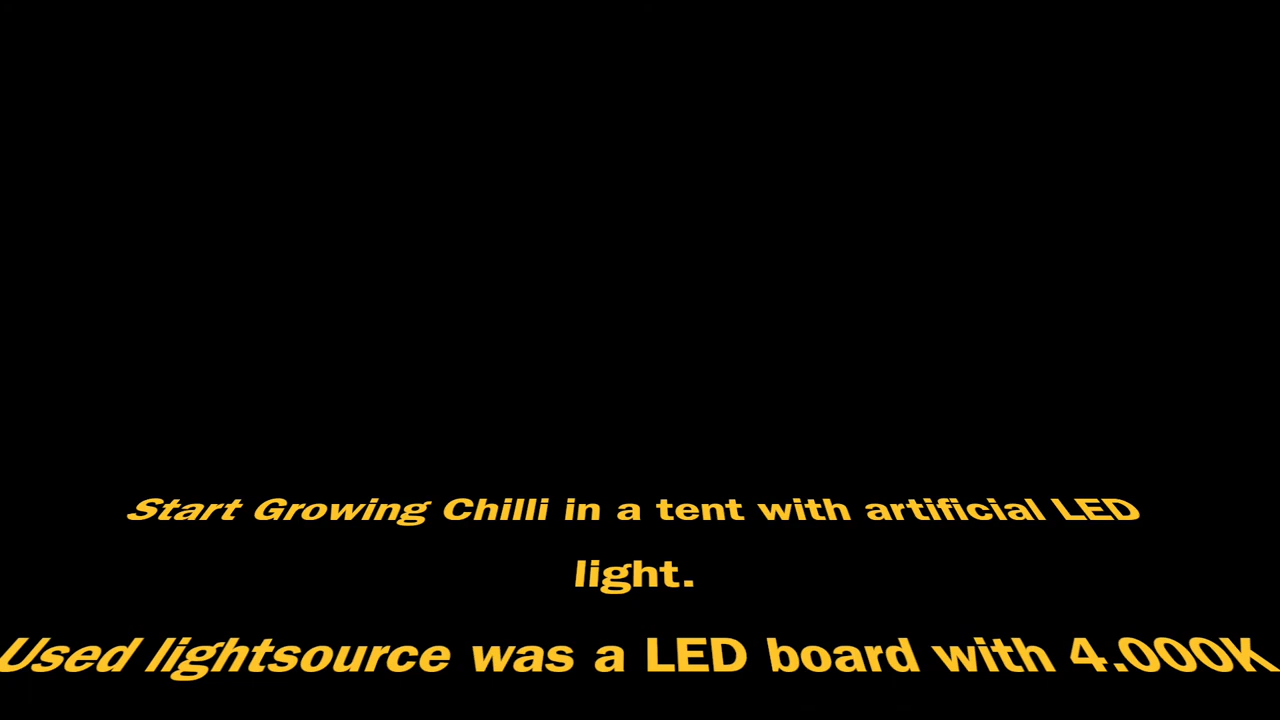 Start Growing Chilli in a tent with artificial LED
light.
Used lightsource was a LED board with 4.000K